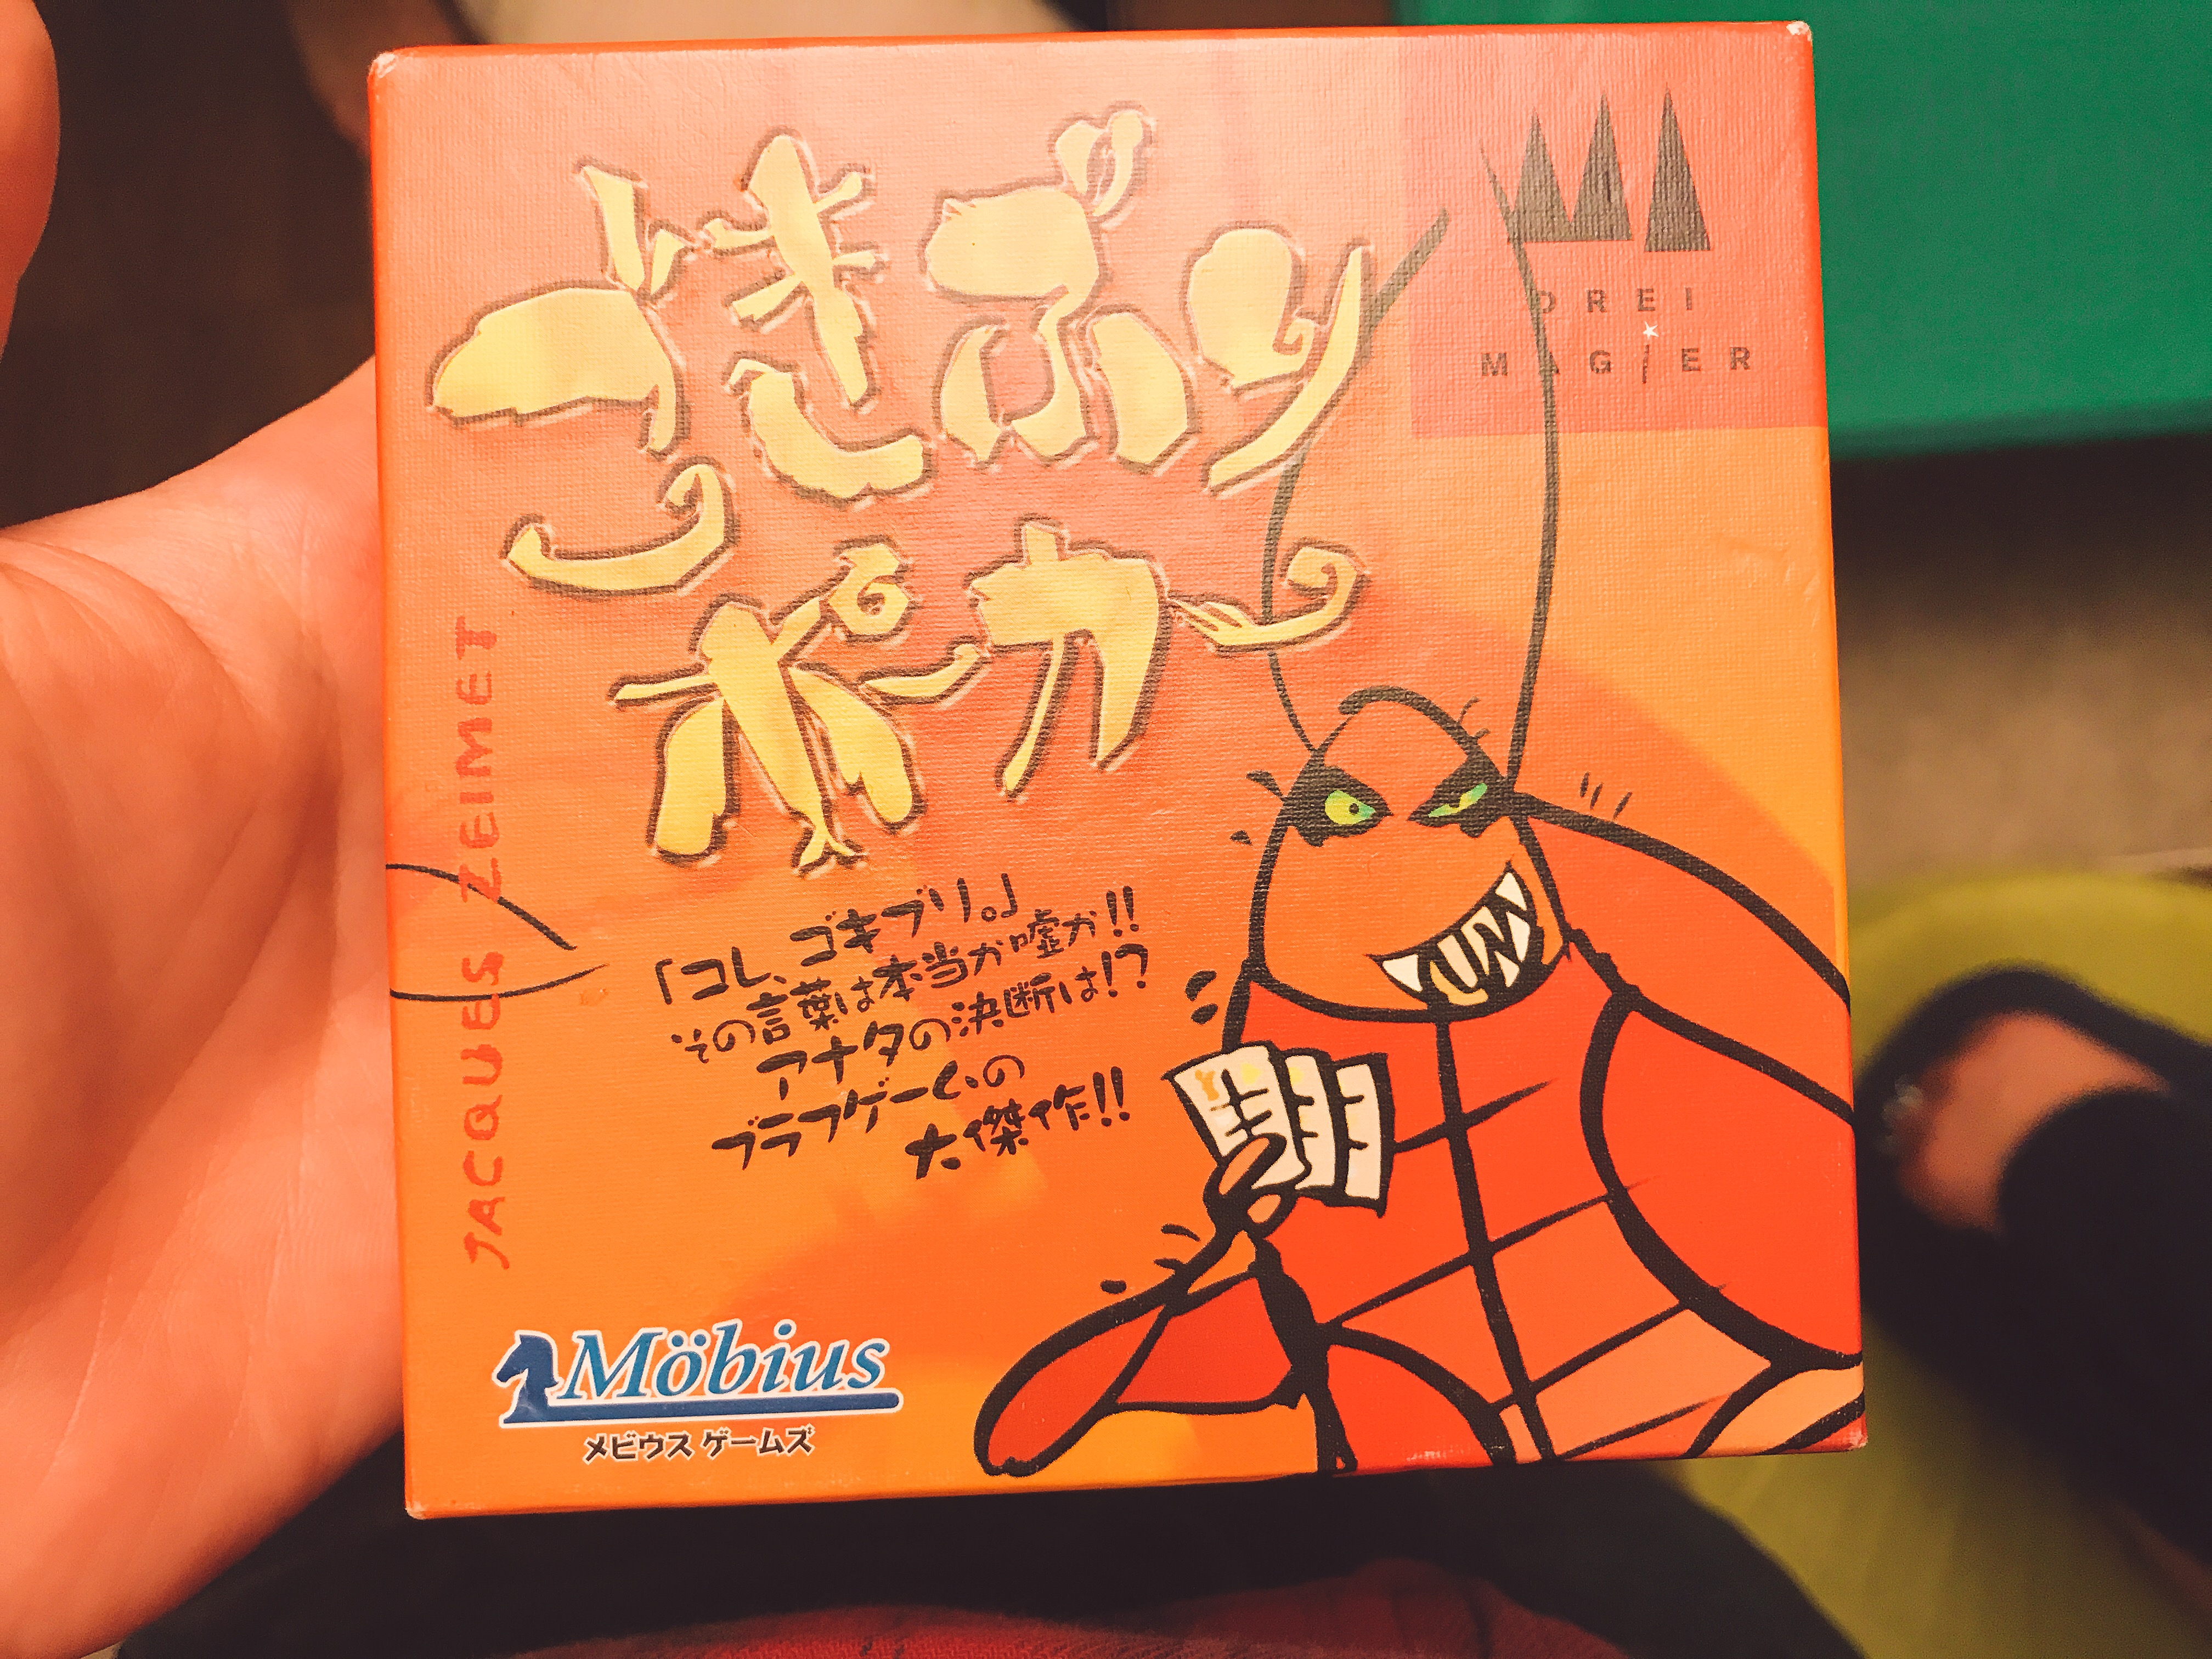 ごきぶり
ポーカー
DREI
MAGIER
JACQUES ZEIMET
「コレ、ゴキブリ。」
その言葉は本当か嘘か!!
アナタの決断は!?
ブラフゲームの
大傑作!!
Möbius
メビウスゲームズ